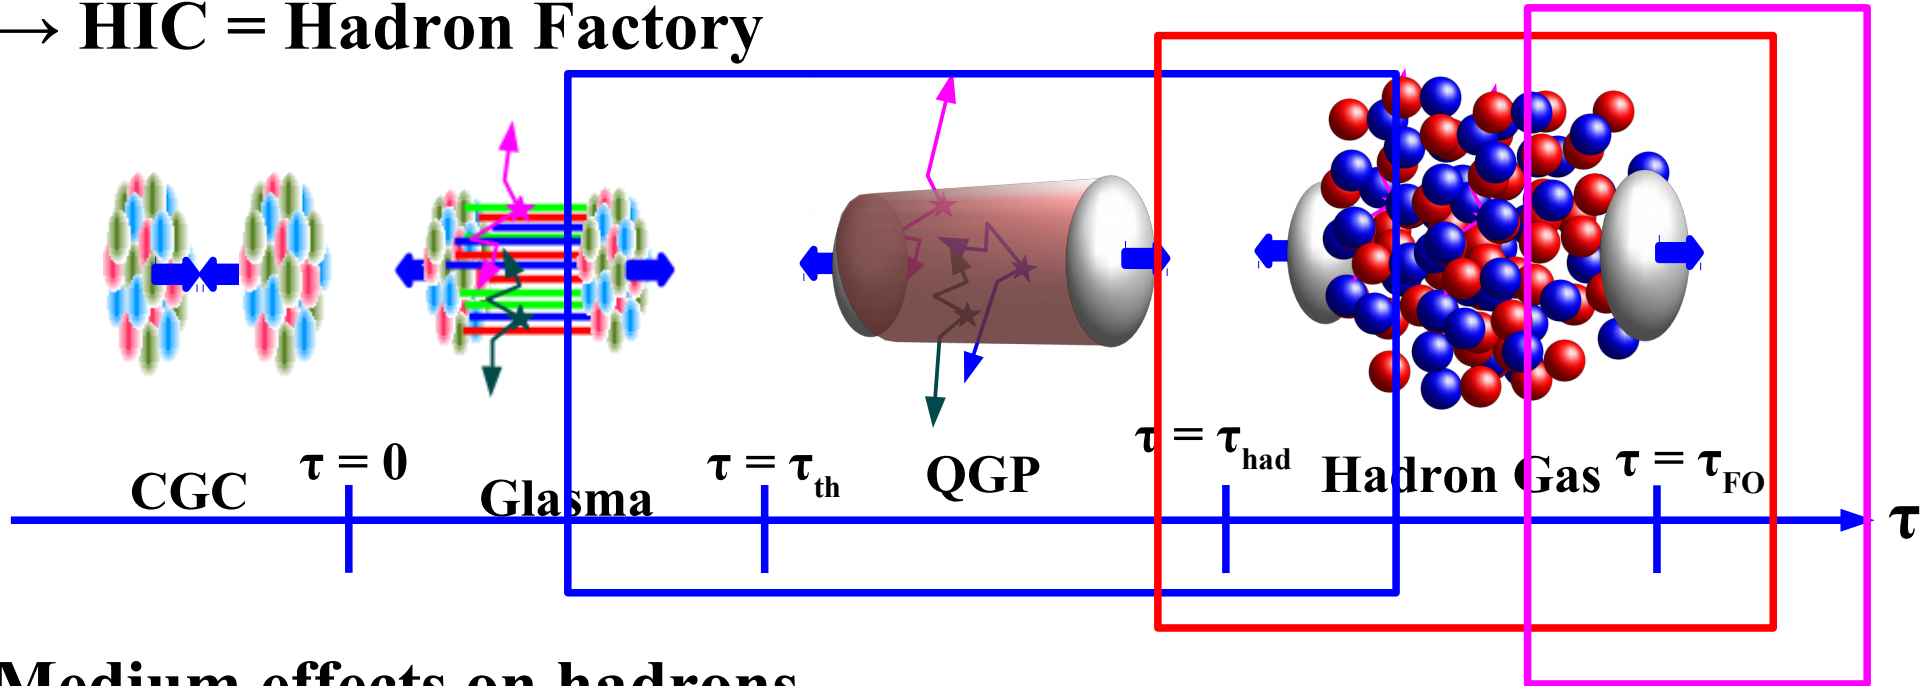 → HIC = Hadron Factory
CGC
τ = 0
Glasma
τ = τth
QGP
τ = τhad
Hadron Gas
τ = τFO
τ
Medium effects on hadrons